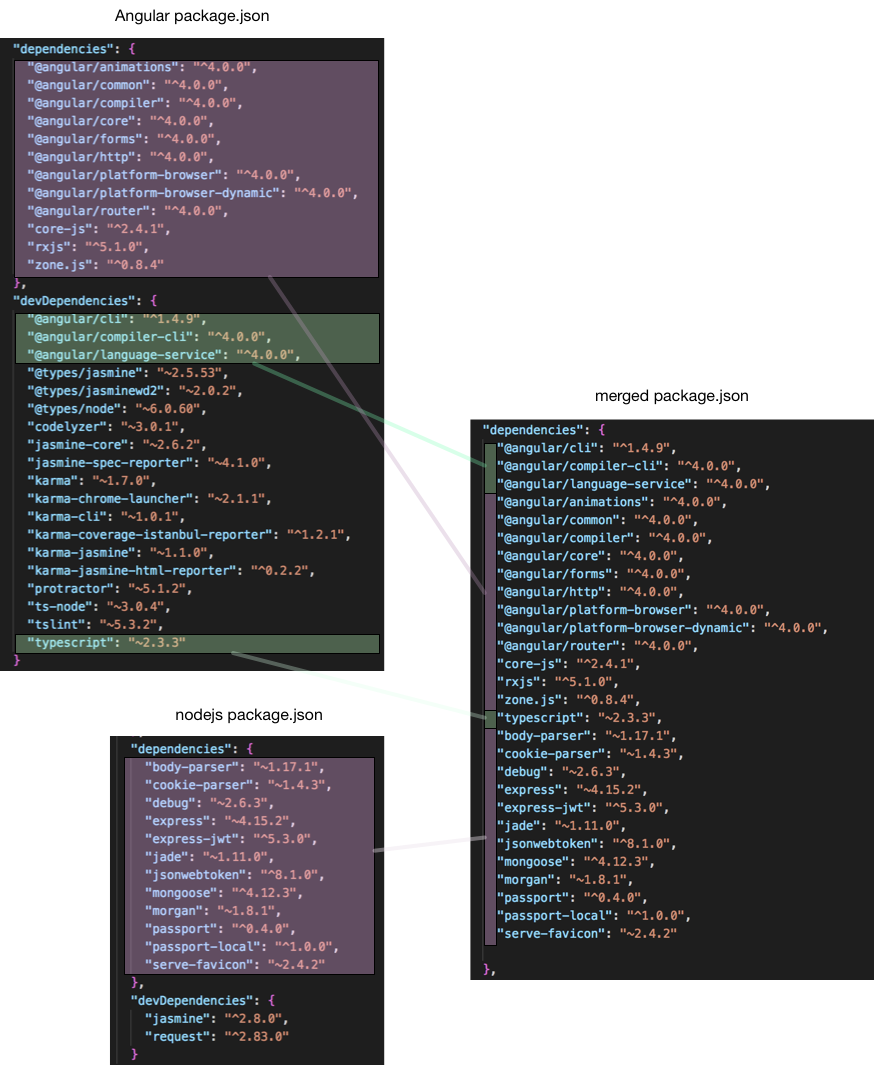 Angular package.json
"dependencies": {
"@angular/animations": "^4.0.0",
"@angular/common": "^4.0.0",
"@angular/compiler": "^4.0.0",
"@angular/core": "^4.0.0",
"@angular/forms": "^4.0.0",
"@angular/http": "^4.0.0",
"@angular/platform-browser": "^4.0.0",
"@angular/platform-browser-dynamic": "^4.0.0",
"@angular/router": "^4.0.0",
"core-js": "^2.4.1",
"rxjs": "^5.1.0",
"zone.js": "^0.8.4"
},
"devDependencies": {
"@angular/cli": "^1.4.9",
"@angular/compiler-cli": "^4.0.0",
"@angular/language-service": "^4.0.0",
"@types/jasmine": "~2.5.53",
"@types/jasminewd2": "~2.0.2",
"@types/node": "~6.0.60",
"codelyzer": "~3.0.1",
"jasmine-core": "~2.6.2",
"jasmine-spec-reporter": "~4.1.0",
"karma": "~1.7.0",
"karma-chrome-launcher": "~2.1.1",
"karma-cli": "~1.0.1",
"karma-coverage-istanbul-reporter": "^1.2.1",
"karma-jasmine": "~1.1.0",
"karma-jasmine-html-reporter": "^0.2.2",
"protractor": "~5.1.2",
"ts-node": "~3.0.4",
"tslint": "~5.3.2",
"typescript": "~2.3.3"
}
nodejs package.json
"dependencies": {
"body-parser": "~1.17.1",
"cookie-parser": "~1.4.3",
"debug": "~2.6.3",
"express": "~4.15.2",
"express-jwt": "^5.3.0",
"jade": "~1.11.0",
"jsonwebtoken": "^8.1.0",
"mongoose": "^4.12.3",
"morgan": "~1.8.1",
"passport": "^0.4.0",
"passport-local": "^1.0.0",
"serve-favicon": "~2.4.2"
},
"devDependencies": {
"jasmine": "^2.8.0",
"request": "^2.83.0"
}
merged package.json
"dependencies": {
"@angular/cli": "^1.4.9",
"@angular/compiler-cli": "^4.0.0",
"@angular/language-service": "^4.0.0",
"@angular/animations": "^4.0.0",
"@angular/common": "^4.0.0",
"@angular/compiler": "^4.0.0",
"@angular/core": "^4.0.0",
"@angular/forms": "^4.0.0",
"@angular/http": "^4.0.0",
"@angular/platform-browser": "^4.0.0",
"@angular/platform-browser-dynamic": "^4.0.0",
"@angular/router": "^4.0.0",
"core-js": "^2.4.1",
"rxjs": "^5.1.0",
"zone.js": "^0.8.4",
"typescript": "~2.3.3",
"body-parser": "~1.17.1",
"cookie-parser": "~1.4.3",
"debug": "~2.6.3",
"express": "~4.15.2",
"express-jwt": "^5.3.0",
"jade": "~1.11.0",
"jsonwebtoken": "^8.1.0",
"mongoose": "^4.12.3",
"morgan": "~1.8.1",
"passport": "^0.4.0",
"passport-local": "^1.0.0",
"serve-favicon": "~2.4.2"
},